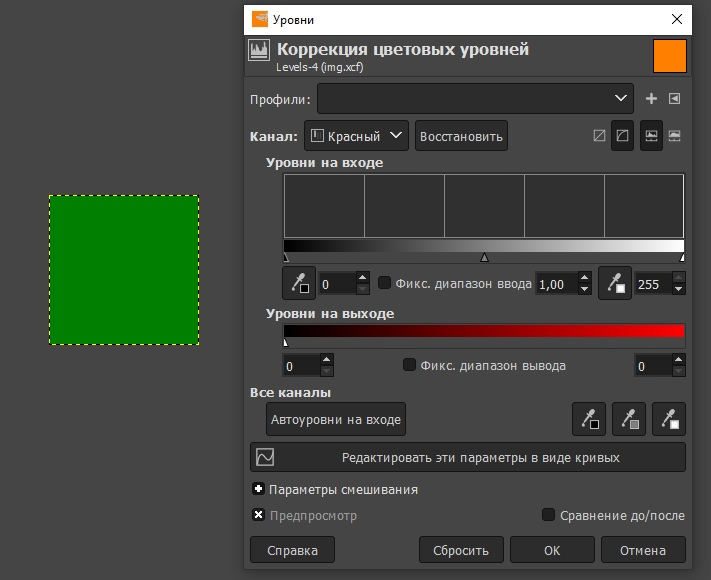 Уровни
Коррекция цветовых уровней
Levels-4 (img.xcf)
Профили:
Канал: Красный Восстановить
Уровни на входе
0 Фикс. диапазон ввода 1,00 255
Уровни на выходе
0 Фикс. диапазон вывода 0
Все каналы
Автоуровни на входе
Редактировать эти параметры в виде кривых
Параметры смешивания
Предпросмотр Сравнение до/после
Справка Сбросить OK Отмена